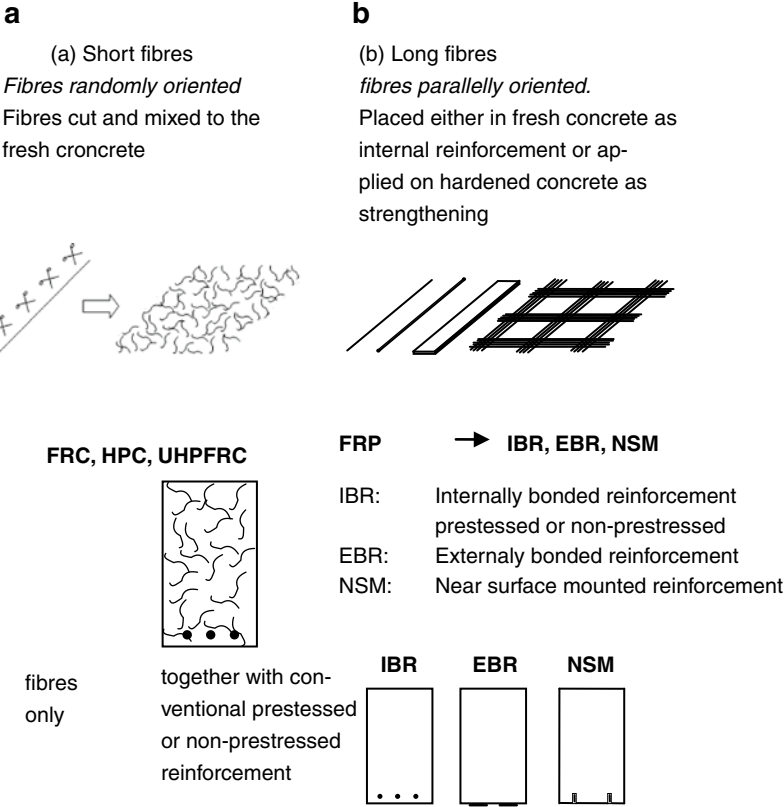 a
(a) Short fibres
Fibres randomly oriented
Fibres cut and mixed to the
fresh croncrete
FRC, HPC, UHPFRC
fibres
only
together with con-
ventional prestessed
or non-prestressed
reinforcement
b
(b) Long fibres
fibres parallelly oriented.
Placed either in fresh concrete as
internal reinforcement or ap-
plied on hardened concrete as
strengthening
FRP IBR, EBR, NSM
IBR: Internally bonded reinforcement
prestessed or non-prestressed
EBR: Externaly bonded reinforcement
NSM: Near surface mounted reinforcement
IBR EBR NSM